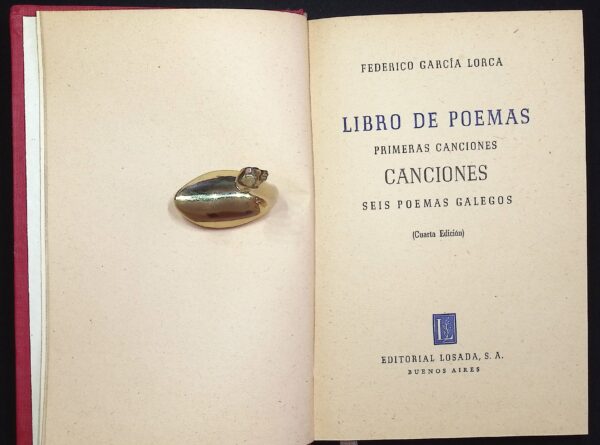 FEDERICO GARCÍA LORCA
LIBRO DE POEMAS
PRIMERAS CANCIONES
CANCIONES
SEIS POEMAS GALEGOS
(Cuarta Edición)
L
EDITORIAL LOSADA, S. A.
BUENOS AIRES